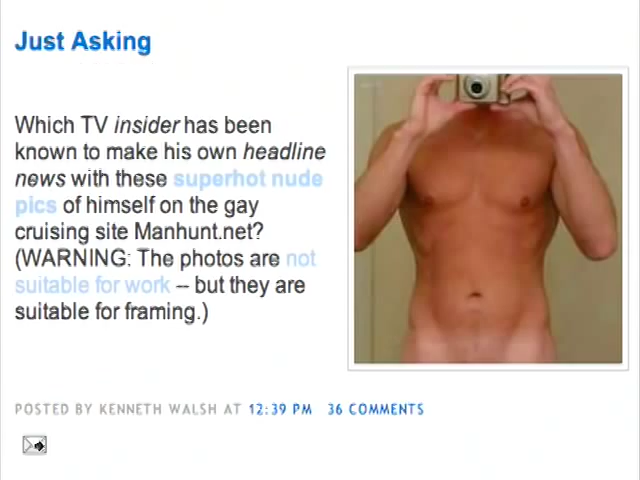 Just Asking
Which TV insider has been
known to make his own headline
news with these superhot nude
pics of himself on the gay
cruising site Manhunt.net?
(WARNING: The photos are not
suitable for work -- but they are
suitable for framing.)
POSTED BY KENNETH WALSH AT 12:39 PM 36 COMMENTS